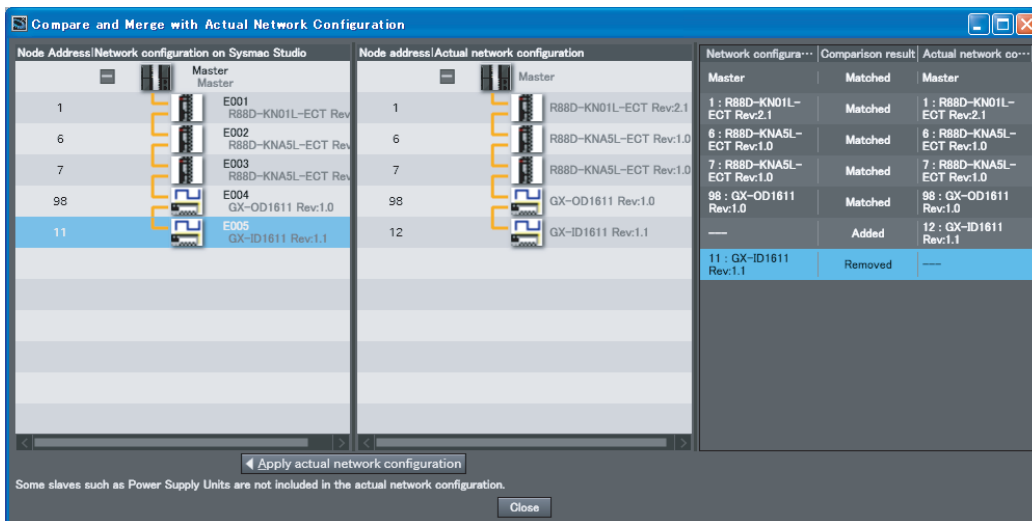 Compare and Merge with Actual Network Configuration
Node Address|Network configuration on Sysmac Studio
Master
Master
1
E001
R88D-KN01L-ECT Rev
6
E002
R88D-KNA5L-ECT Rev
7
E003
R88D-KNA5L-ECT Rev
98
E004
GX-OD1611 Rev:1.0
11
E005
GX-ID1611 Rev:1.1
Node address|Actual network configuration
Master
1
R88D-KN01L-ECT Rev:2.1
6
R88D-KNA5L-ECT Rev:1.0
7
R88D-KNA5L-ECT Rev:1.0
98
GX-OD1611 Rev:1.0
12
GX-ID1611 Rev:1.1
Network configura··· Comparison result Actual network co···
Master Matched Master
1 : R88D-KN01L-ECT Rev:2.1 Matched 1 : R88D-KN01L-ECT Rev:2.1
6 : R88D-KNA5L-ECT Rev:1.0 Matched 6 : R88D-KNA5L-ECT Rev:1.0
7 : R88D-KNA5L-ECT Rev:1.0 Matched 7 : R88D-KNA5L-ECT Rev:1.0
98 : GX-OD1611 Rev:1.0 Matched 98 : GX-OD1611 Rev:1.0
--- Added 12 : GX-ID1611 Rev:1.1
11 : GX-ID1611 Rev:1.1 Removed ---
Apply actual network configuration
Some slaves such as Power Supply Units are not included in the actual network configuration.
Close